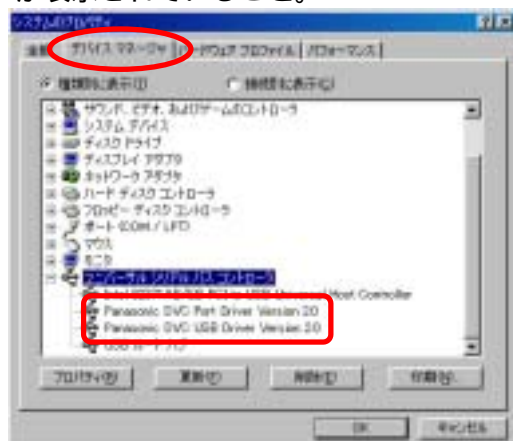 が表示されていること。
システムのプロパティ
全般 デバイス マネージャ ハードウェア プロファイル パフォーマンス
種類別に表示(T) 接続別に表示(C)
サウンド、ビデオ、およびゲームのコントローラ
システム デバイス
ディスク ドライブ
ディスプレイ アダプタ
ネットワーク アダプタ
ハード ディスク コントローラ
フロッピー ディスク コントローラ
ポート (COM / LPT)
マウス
モニタ
ユニバーサル シリアル バス コントローラ
Universal Host Controller
Panasonic DVC Port Driver Version 2.0
Panasonic DVC USB Driver Version 2.0
USB ルート ハブ
プロパティ(R) 更新(F) 削除(E) 印刷(N)...
OK キャンセル